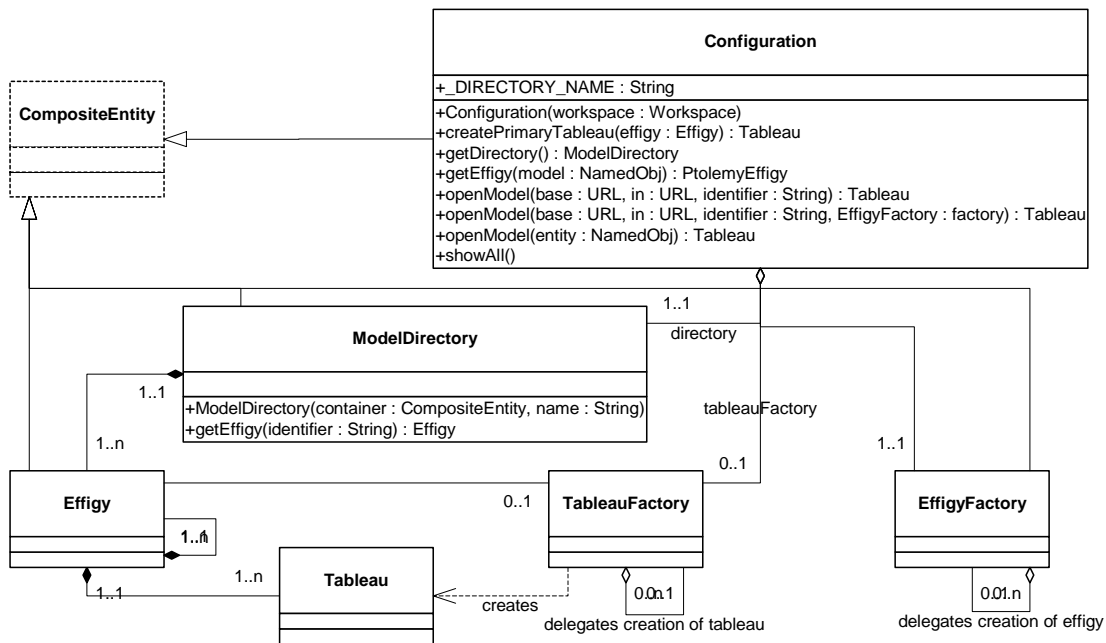 Configuration
+_DIRECTORY_NAME : String
+Configuration(workspace : Workspace)
+createPrimaryTableau(effigy : Effigy) : Tableau
+getDirectory() : ModelDirectory
+getEffigy(model : NamedObj) : PtolemyEffigy
+openModel(base : URL, in : URL, identifier : String) : Tableau
+openModel(base : URL, in : URL, identifier : String, EffigyFactory : factory) : Tableau
+openModel(entity : NamedObj) : Tableau
+showAll()
CompositeEntity
1..1
directory
ModelDirectory
+ModelDirectory(container : CompositeEntity, name : String)
+getEffigy(identifier : String) : Effigy
1..1
tableauFactory
1..n
1..1
0..1
Effigy
0..1
TableauFactory
EffigyFactory
1..n
Tableau
1..1
creates
delegates creation of tableau
delegates creation of effigy